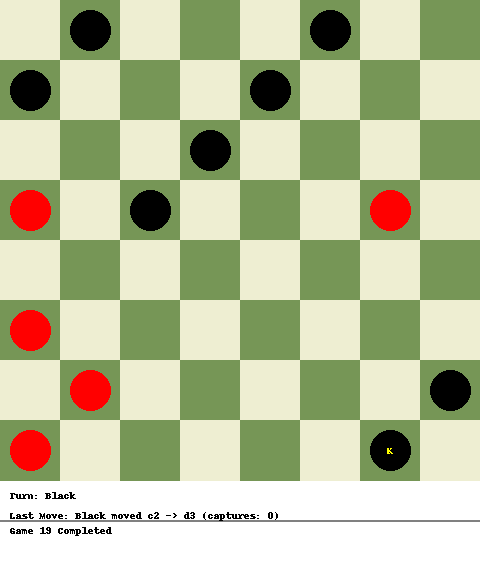 K
Turn: Black
Last Move: Black moved c2 -> d3 (captures: 0)
Game 19 Completed